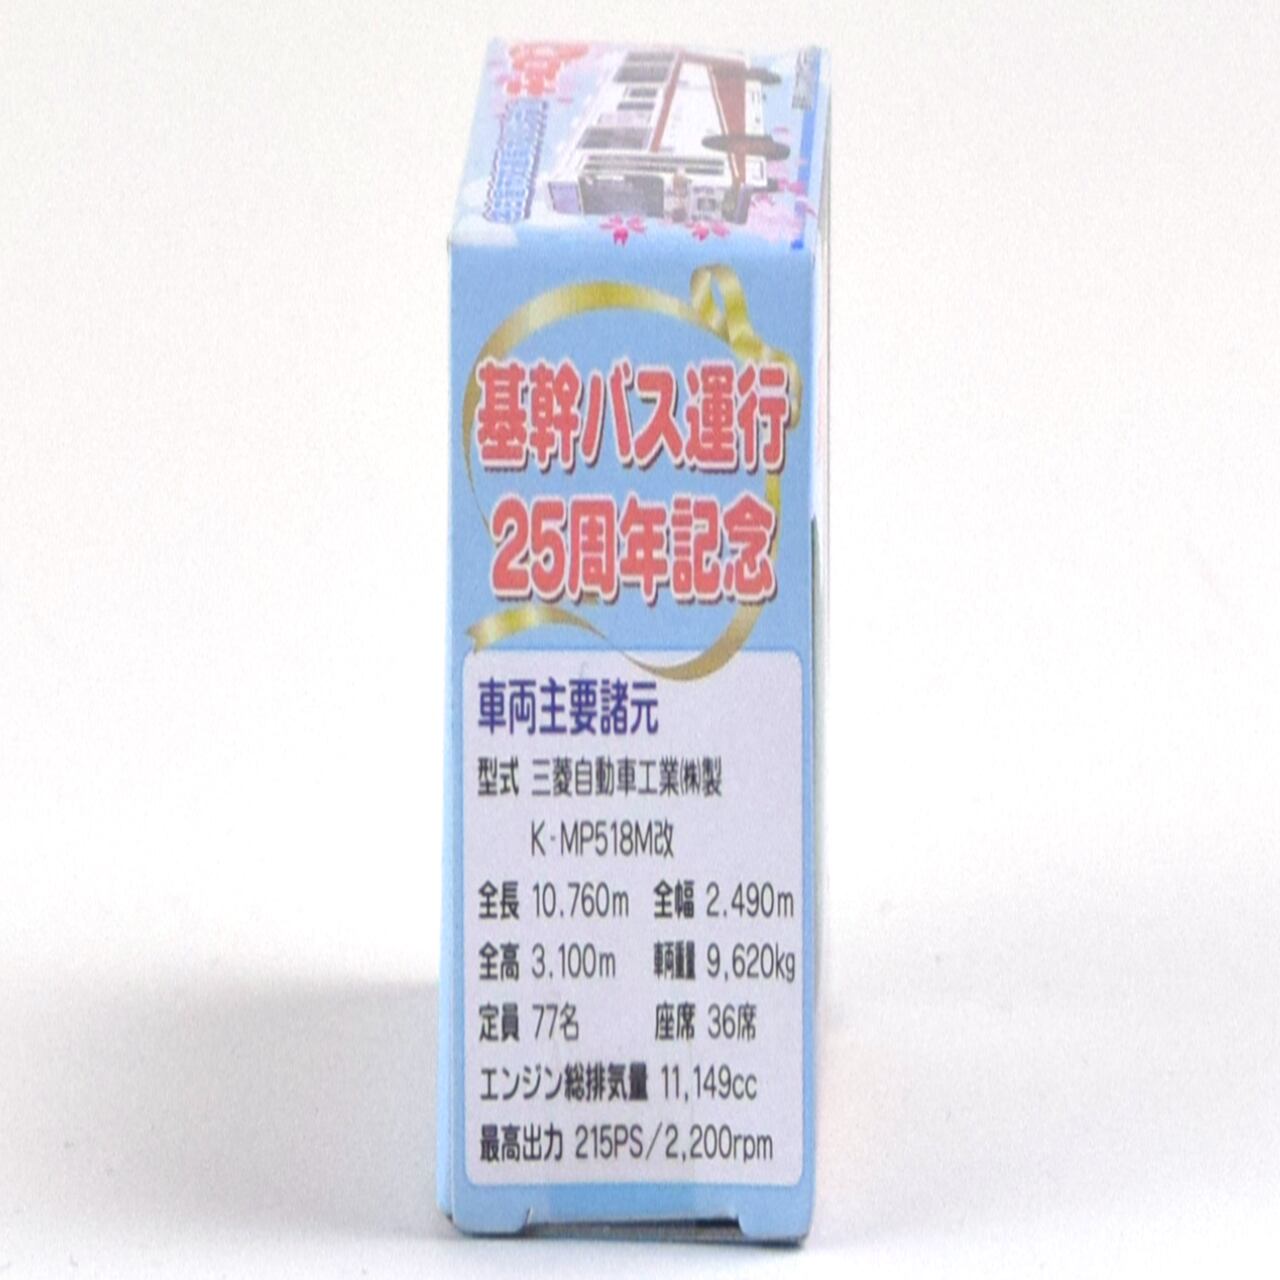 基幹バス運行
25周年記念
車両主要諸元
型式 三菱自動車工業㈱製
K-MP518M改
全長 10.760m 全幅 2.490m
全高 3.100m 車両重量 9,620kg
定員 77名 座席 36席
エンジン総排気量 11,149cc
最高出力 215PS/2,200rpm